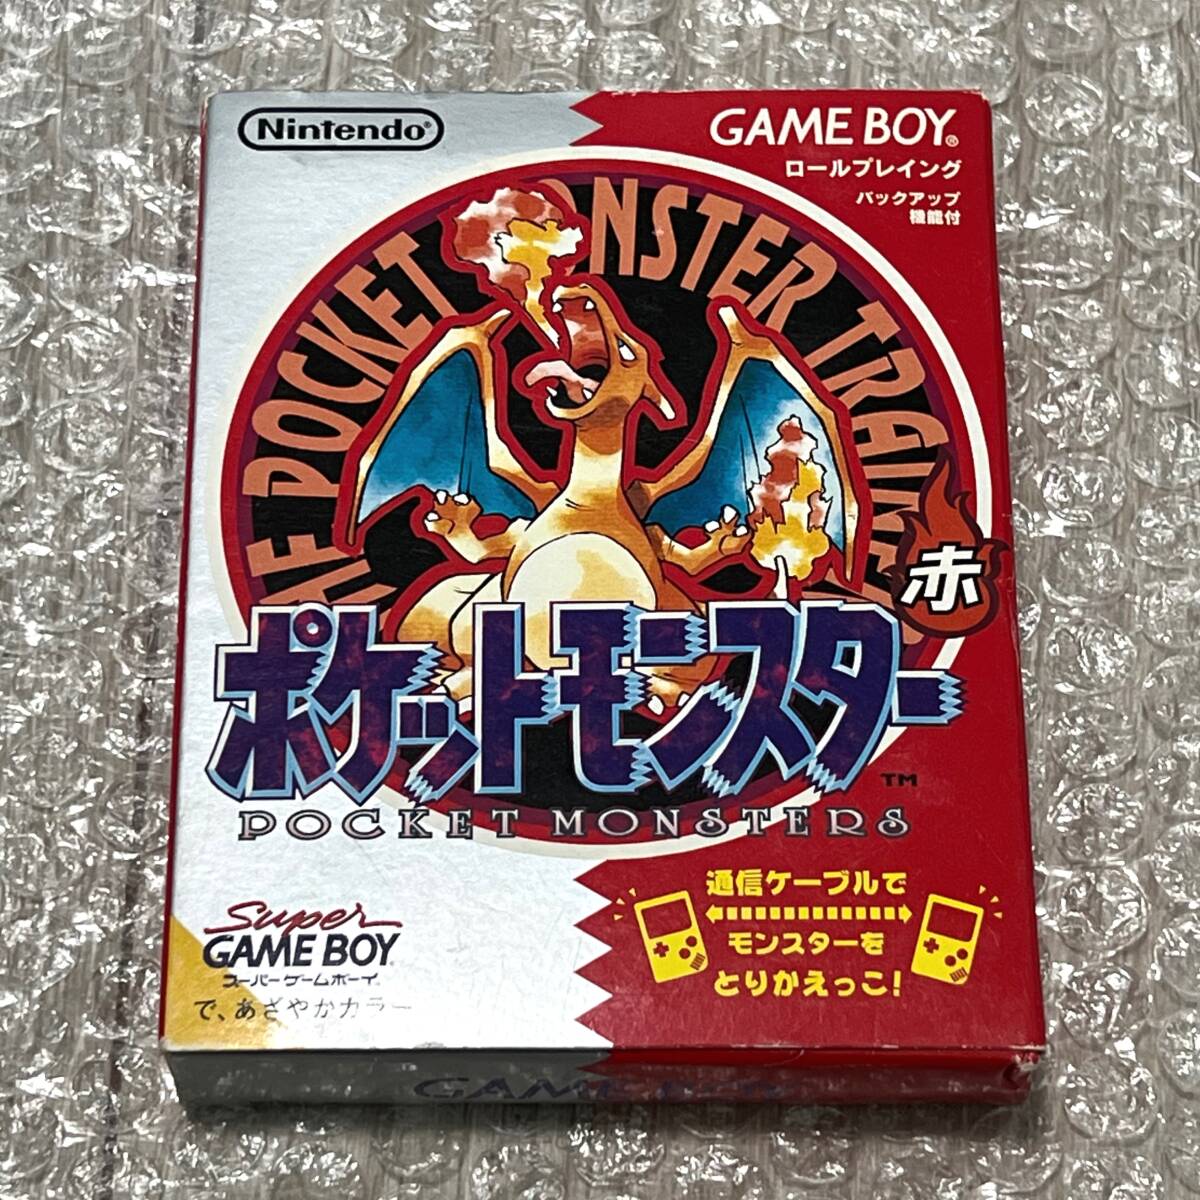 Nintendo®
GAME BOY®
ロールプレイング
バックアップ
機能付
THE POCKET MONSTER TRAINER
赤
ポケットモンスター
TM
POCKET MONSTERS
通信ケーブルで
モンスターを
とりかえっこ!
Super
GAME BOY
スーパーゲームボーイ
で、あざやかカラー
GAME BOY